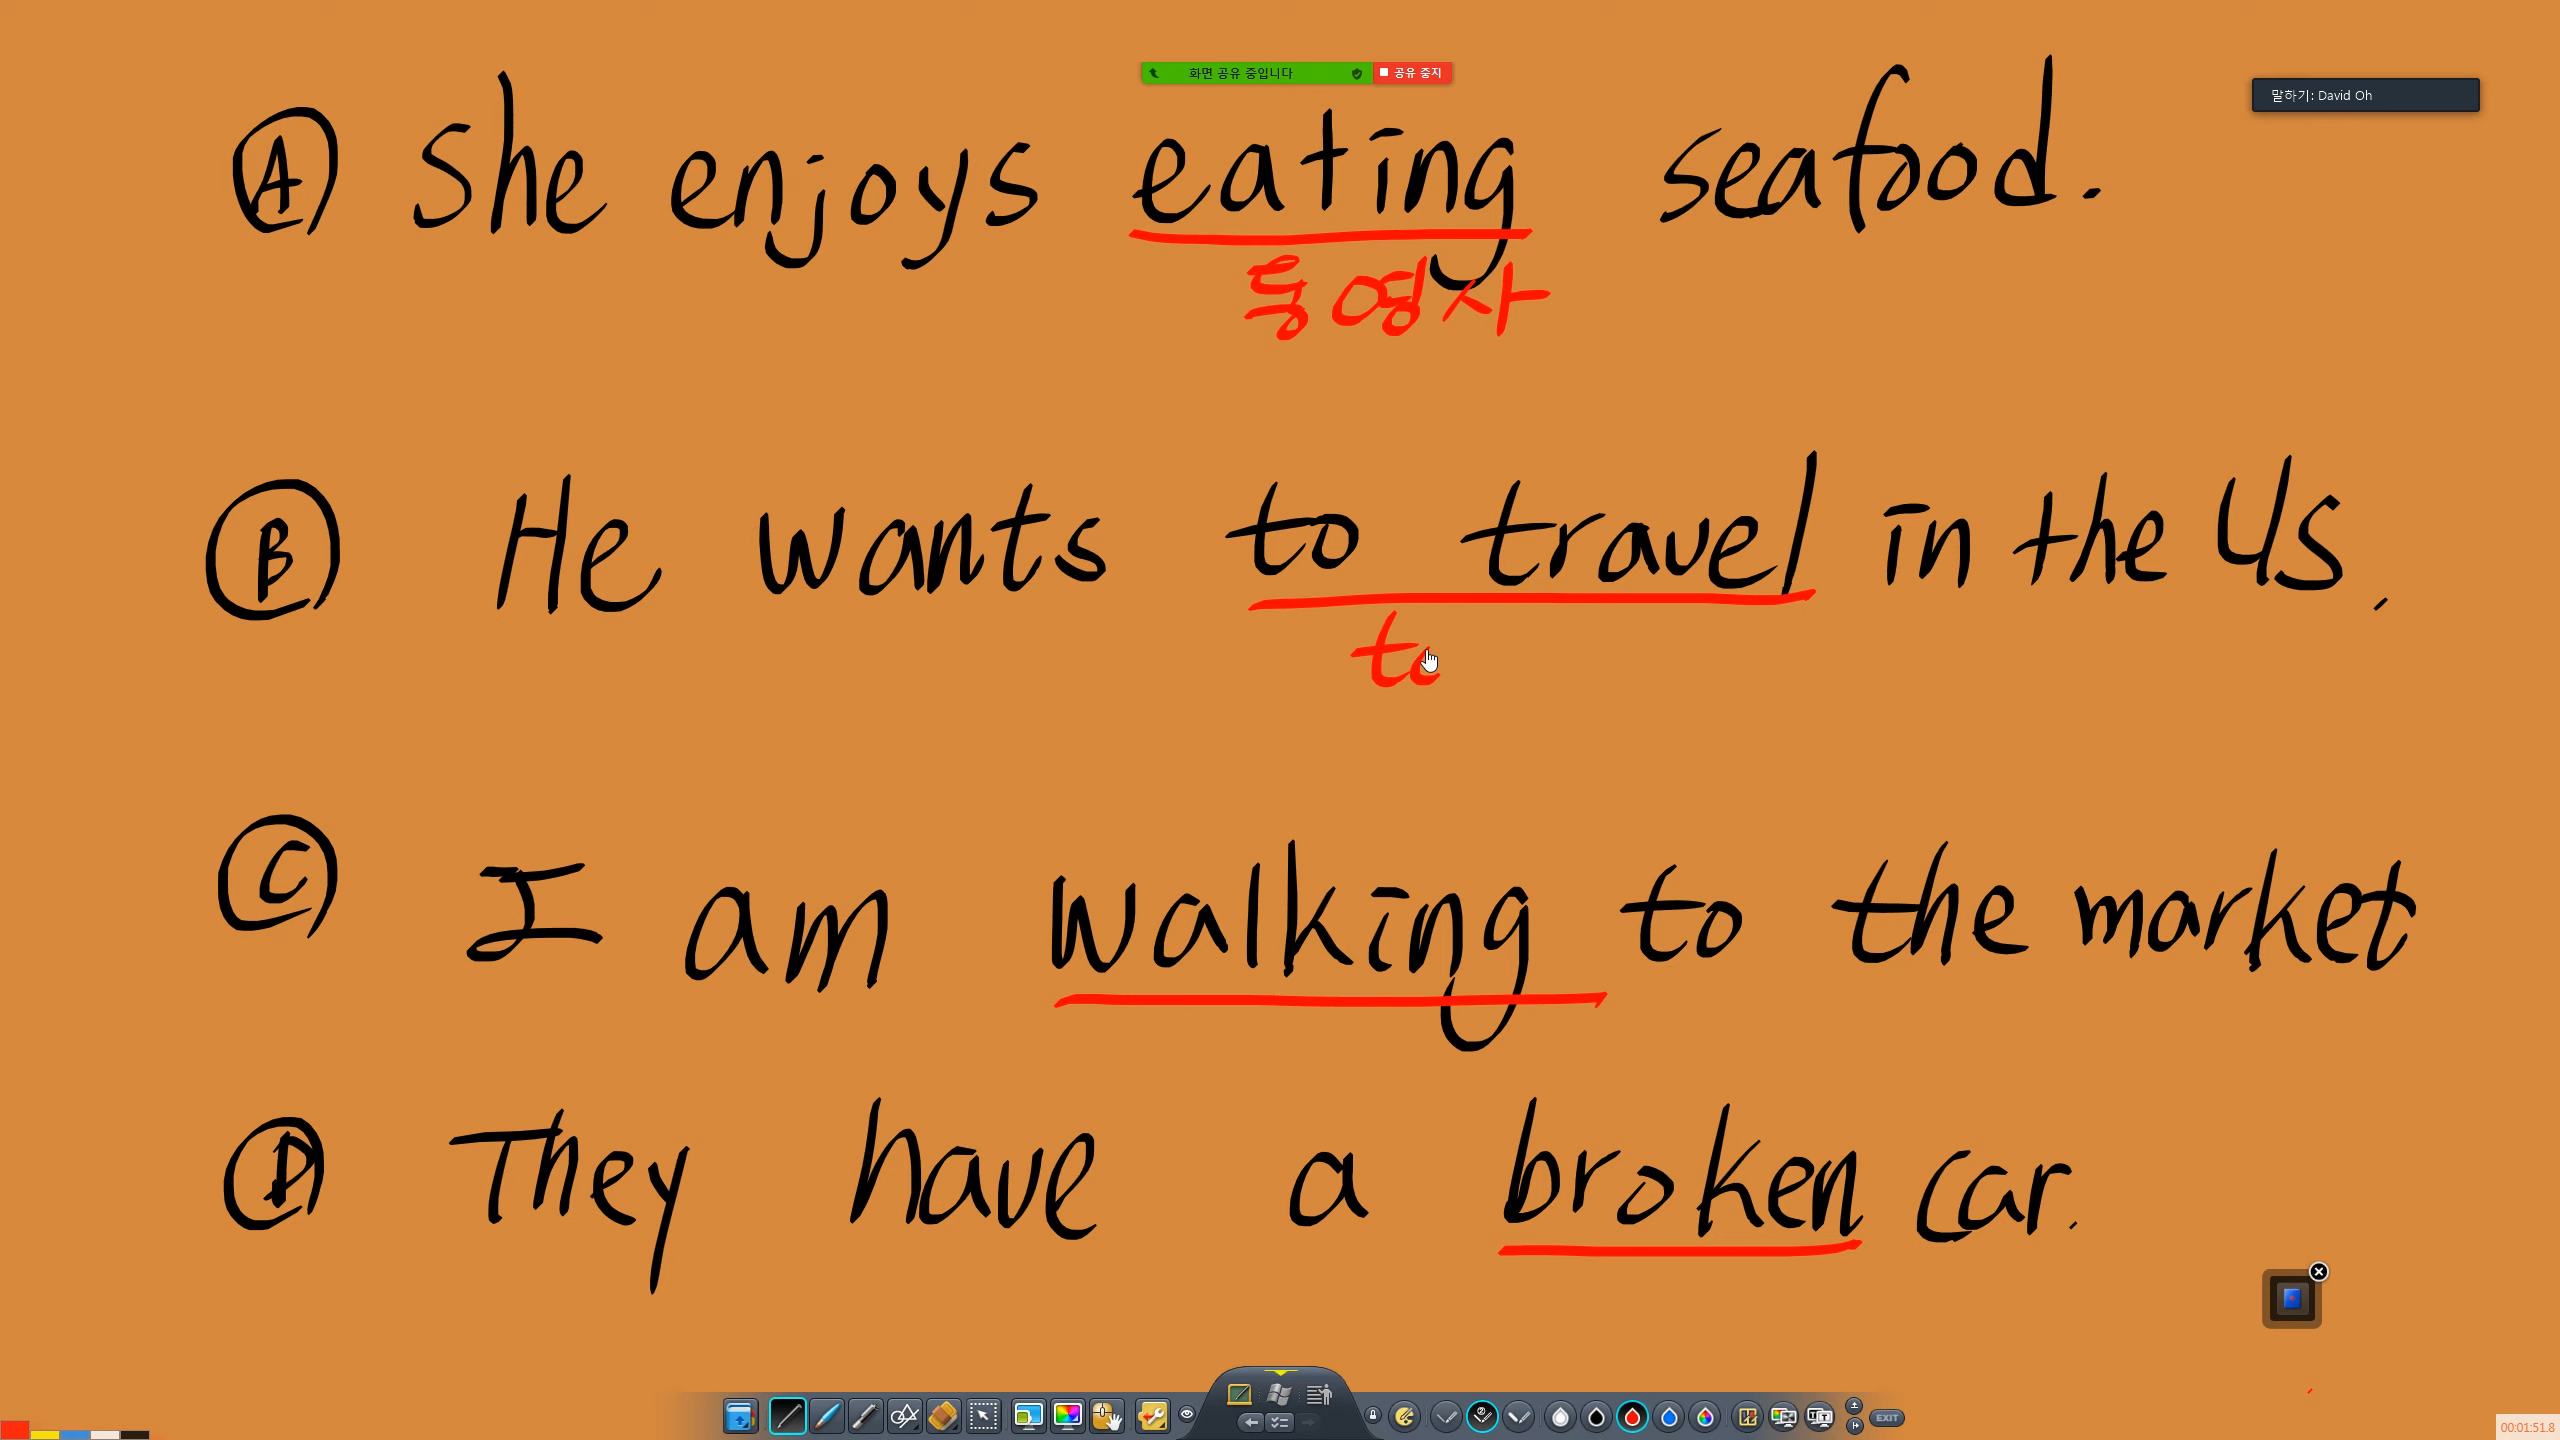 화면 공유 중입니다 공유 중지
말하기: David Oh
A She enjoys eating seafood.
동명사
B He wants to travel in the US.
to
C I am walking to the market
D They have a broken car.
EXIT
00:01:51.8